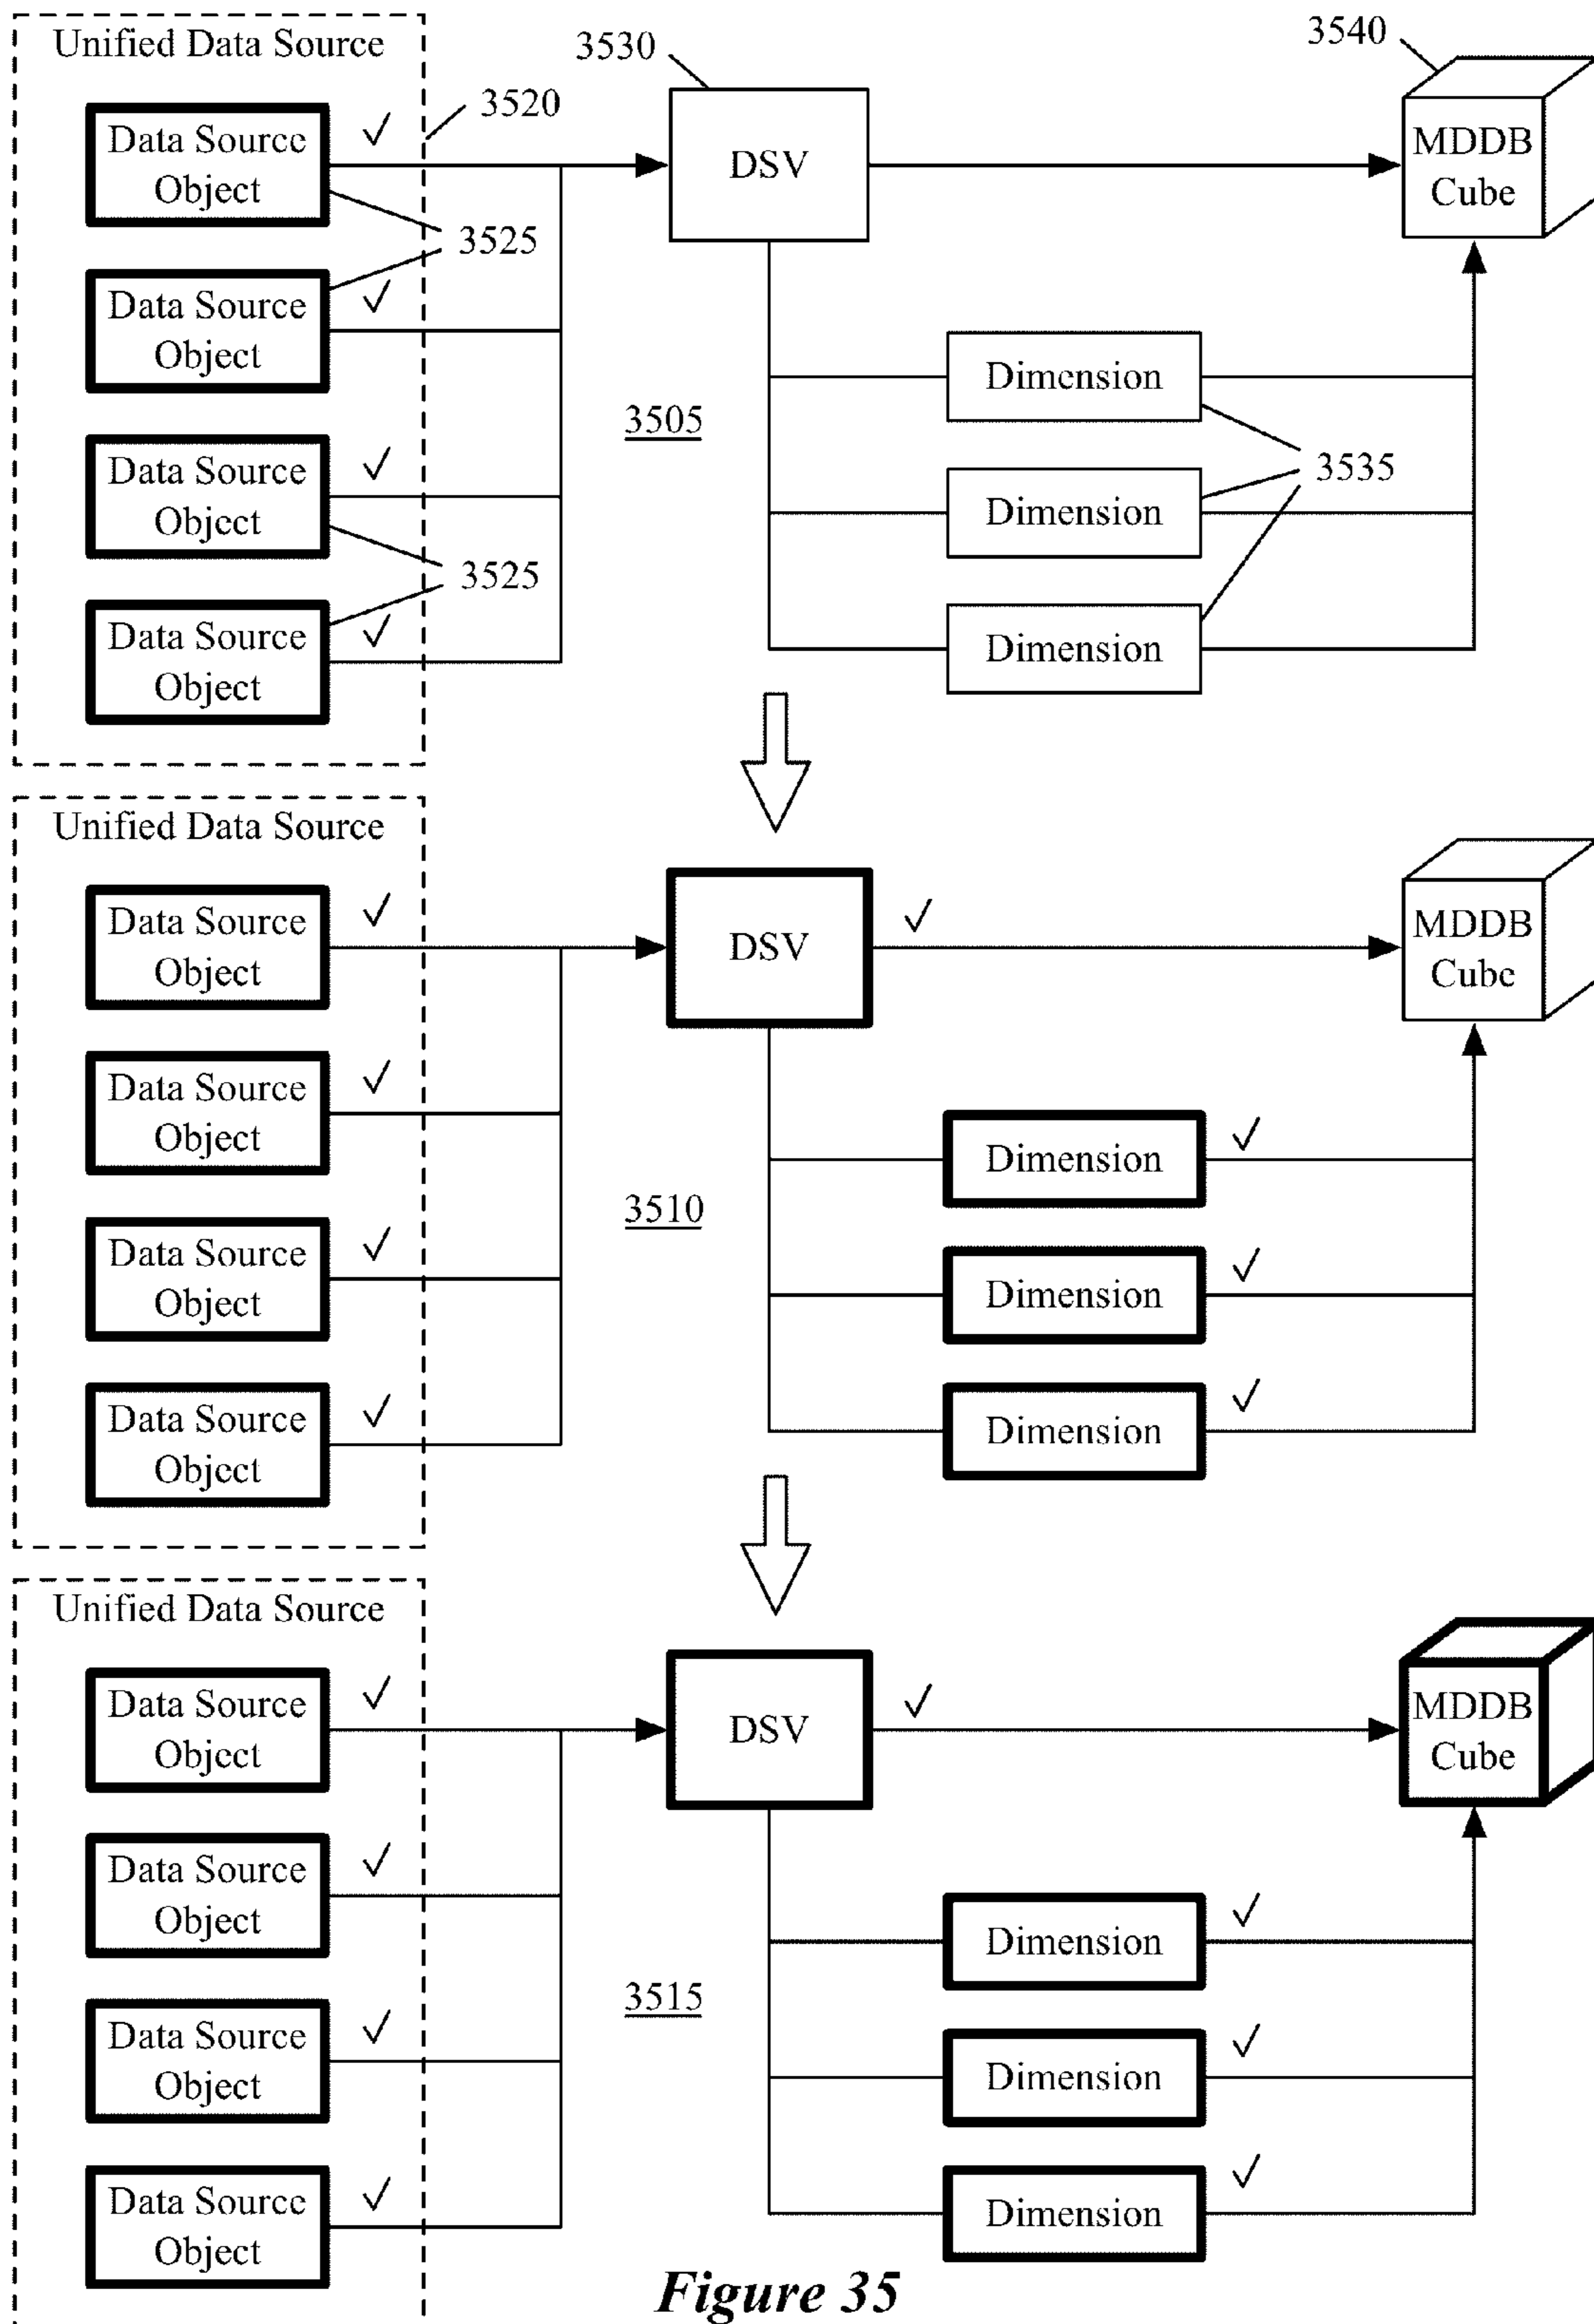 Unified Data Source
3530
3540
3520
Data Source
Object
DSV
MDDB
Cube
3525
Data Source
Object
Dimension
3505
Data Source
Object
3535
Dimension
3525
Data Source
Object
Dimension
Unified Data Source
Data Source
Object
DSV
MDDB
Cube
Data Source
Object
Dimension
3510
Data Source
Object
Dimension
Data Source
Object
Dimension
Unified Data Source
Data Source
Object
DSV
MDDB
Cube
Data Source
Object
Dimension
3515
Data Source
Object
Dimension
Data Source
Object
Dimension
Figure 35